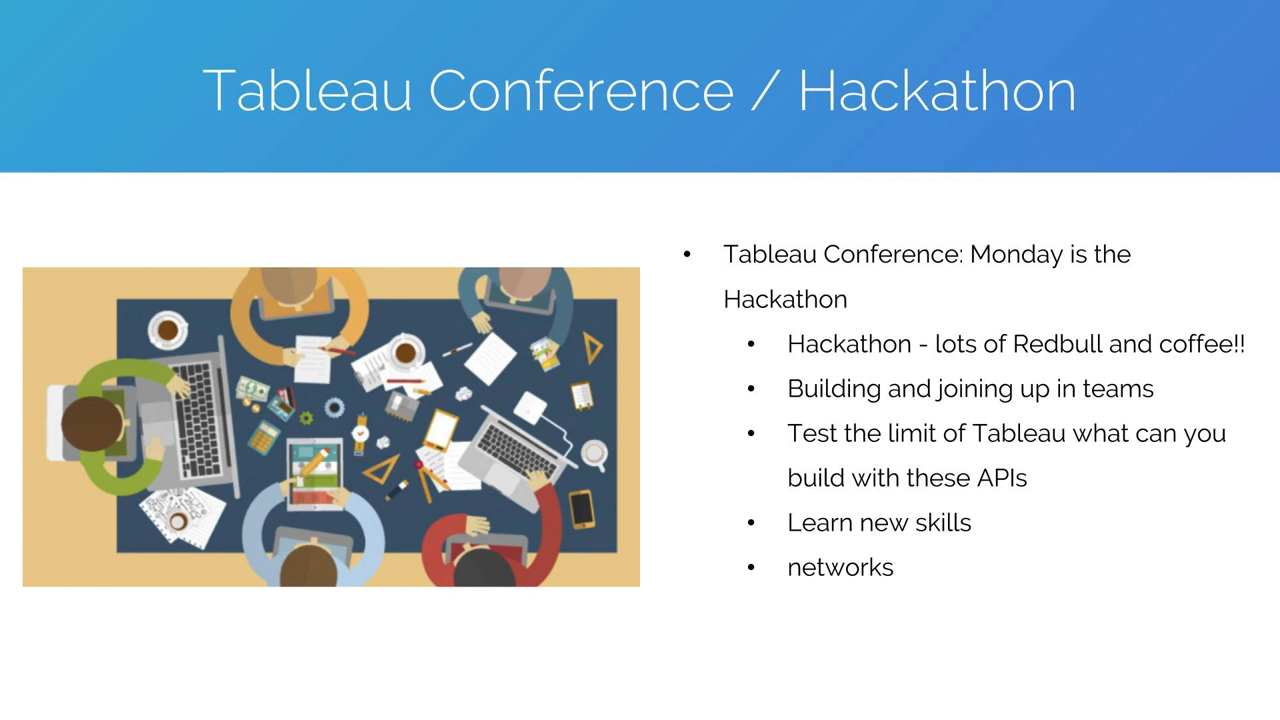 Tableau Conference / Hackathon
• Tableau Conference: Monday is the
Hackathon
• Hackathon - lots of Redbull and coffee!!
• Building and joining up in teams
• Test the limit of Tableau what can you
build with these APIs
• Learn new skills
• networks